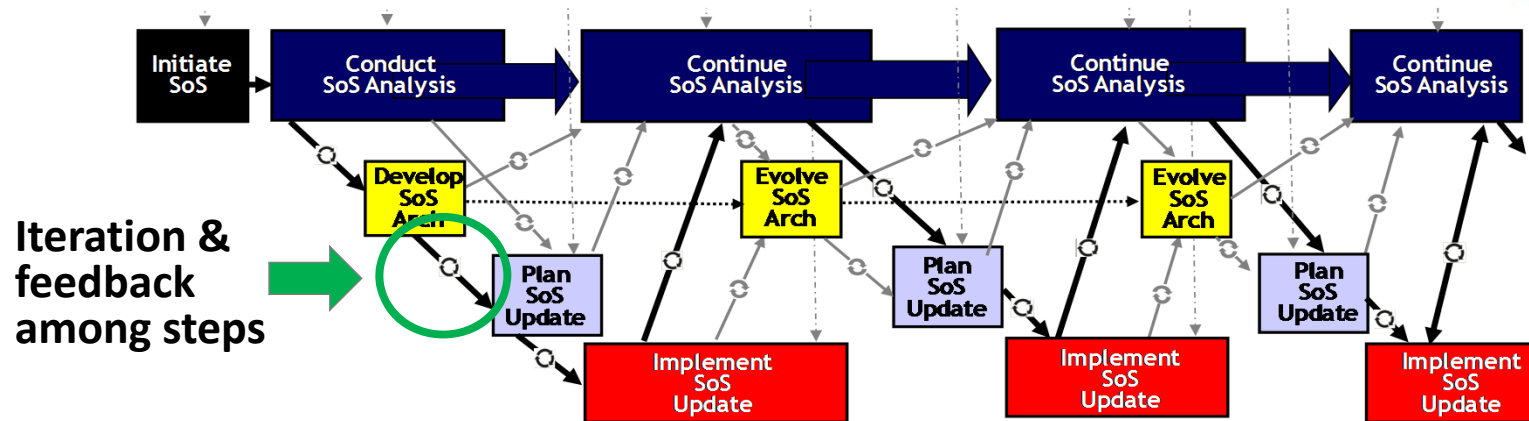 Initiate
SoS
Conduct
SoS Analysis
Continue
SoS Analysis
Continue
SoS Analysis
Continue
SoS Analysis
Develop
SoS
Arch
Evolve
SoS
Arch
Evolve
SoS
Arch
Iteration &
feedback
among steps
Plan
SoS
Update
Plan
SoS
Update
Plan
SoS
Update
Implement
SoS
Update
Implement
SoS
Update
Implement
SoS
Update